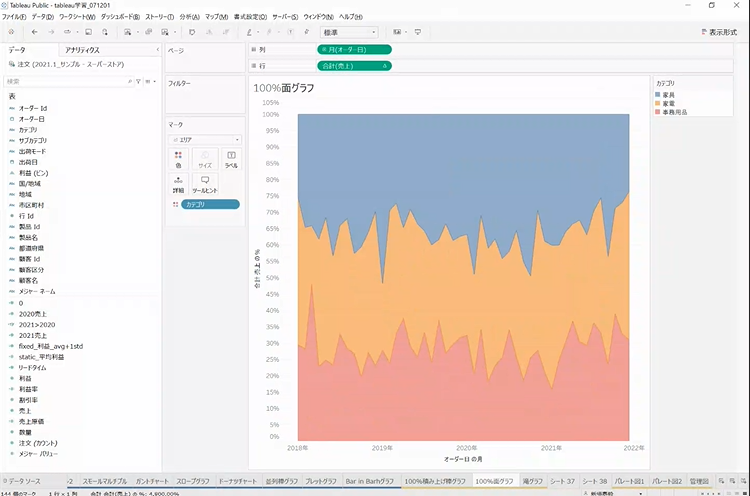 Tableau Public - tableau学習_071201
ファイル(F) データ(D) ワークシート(W) ダッシュボード(B) ストーリー(T) 分析(A) マップ(M) 書式設定(O) サーバー(S) ウィンドウ(N) ヘルプ(H)
標準
表示形式
データ アナリティクス
注文 (2021.1_サンプル - スーパーストア)
検索
表
オーダー Id
オーダー日
カテゴリ
サブカテゴリ
出荷モード
出荷日
利益 (ビン)
国/地域
地域
市区町村
行 Id
製品 Id
製品名
都道府県
顧客 Id
顧客区分
顧客名
メジャー ネーム
0
2020売上
2021>2020
2021売上
fixed_利益_avg+1std
static_平均利益
リードタイム
利益
利益率
割引率
売上
売上原価
数量
注文 (カウント)
メジャー バリュー
ページ
フィルター
マーク
エリア
色 サイズ ラベル
詳細 ツールヒント
カテゴリ
列 月(オーダー日)
行 合計(売上)
100%面グラフ
105%
100%
95%
90%
85%
80%
75%
70%
65%
60%
55%
50%
45%
40%
35%
30%
25%
20%
15%
10%
5%
0%
合計 売上 の %
2018年 2019年 2020年 2021年 2022年
オーダー日 の月
カテゴリ
家具
家電
事務用品
データ ソース スモールマルチプル ガントチャート スロープグラフ ドーナツチャート 並列棒グラフ ブレットグラフ Bar in Barhグラフ 100%積み上げ棒グラフ 100%面グラフ 滝グラフ シート 37 シート 38 パレート図1 パレート図2 管理図
144 個のマーク 1 行 x 1 列 合計 合計(売上) の %: 4,800.00%